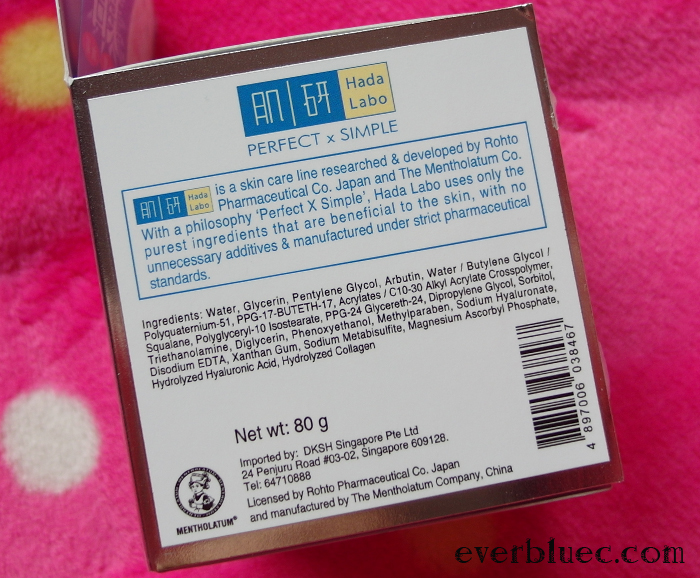 Hada
Labo
PERFECT x SIMPLE
Hada Labo is a skin care line researched & developed by Rohto
Pharmaceutical Co. Japan and The Mentholatum Co.
With a philosophy 'Perfect X Simple', Hada Labo uses only the
purest ingredients that are beneficial to the skin, with no
unnecessary additives & manufactured under strict pharmaceutical
standards.
Ingredients: Water, Glycerin, Pentylene Glycol, Arbutin, Water / Butylene Glycol /
Polyquaternium-51, PPG-17-BUTETH-17, Acrylates / C10-30 Alkyl Acrylate Crosspolymer,
Squalane, Polyglyceryl-10 Isostearate, PPG-24 Glycereth-24, Dipropylene Glycol, Sorbitol,
Triethanolamine, Diglycerin, Phenoxyethanol, Methylparaben, Sodium Hyaluronate,
Disodium EDTA, Xanthan Gum, Sodium Metabisulfite, Magnesium Ascorbyl Phosphate,
Hydrolyzed Hyaluronic Acid, Hydrolyzed Collagen
Net wt: 80 g
Imported by: DKSH Singapore Pte Ltd
24 Penjuru Road #03-02, Singapore 609128.
Tel: 64710888
Licensed by Rohto Pharmaceutical Co. Japan
and manufactured by The Mentholatum Company, China
MENTHOLATUM®
4 897006 038467
everbluec.com